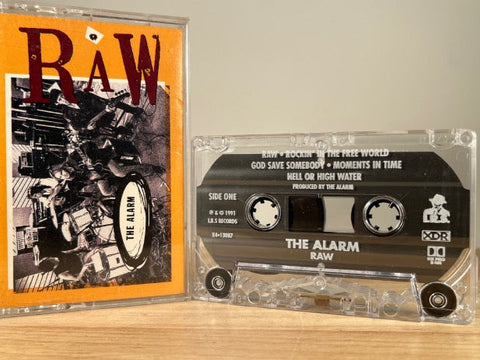 RAW
THE ALARM
RAW • ROCKIN' IN THE FREE WORLD
GOD SAVE SOMEBODY • MOMENTS IN TIME
HELL OR HIGH WATER
PRODUCED BY THE ALARM
SIDE ONE
℗ & © 1991
I.R.S RECORDS
X4-13087
THE ALARM
RAW
XDR